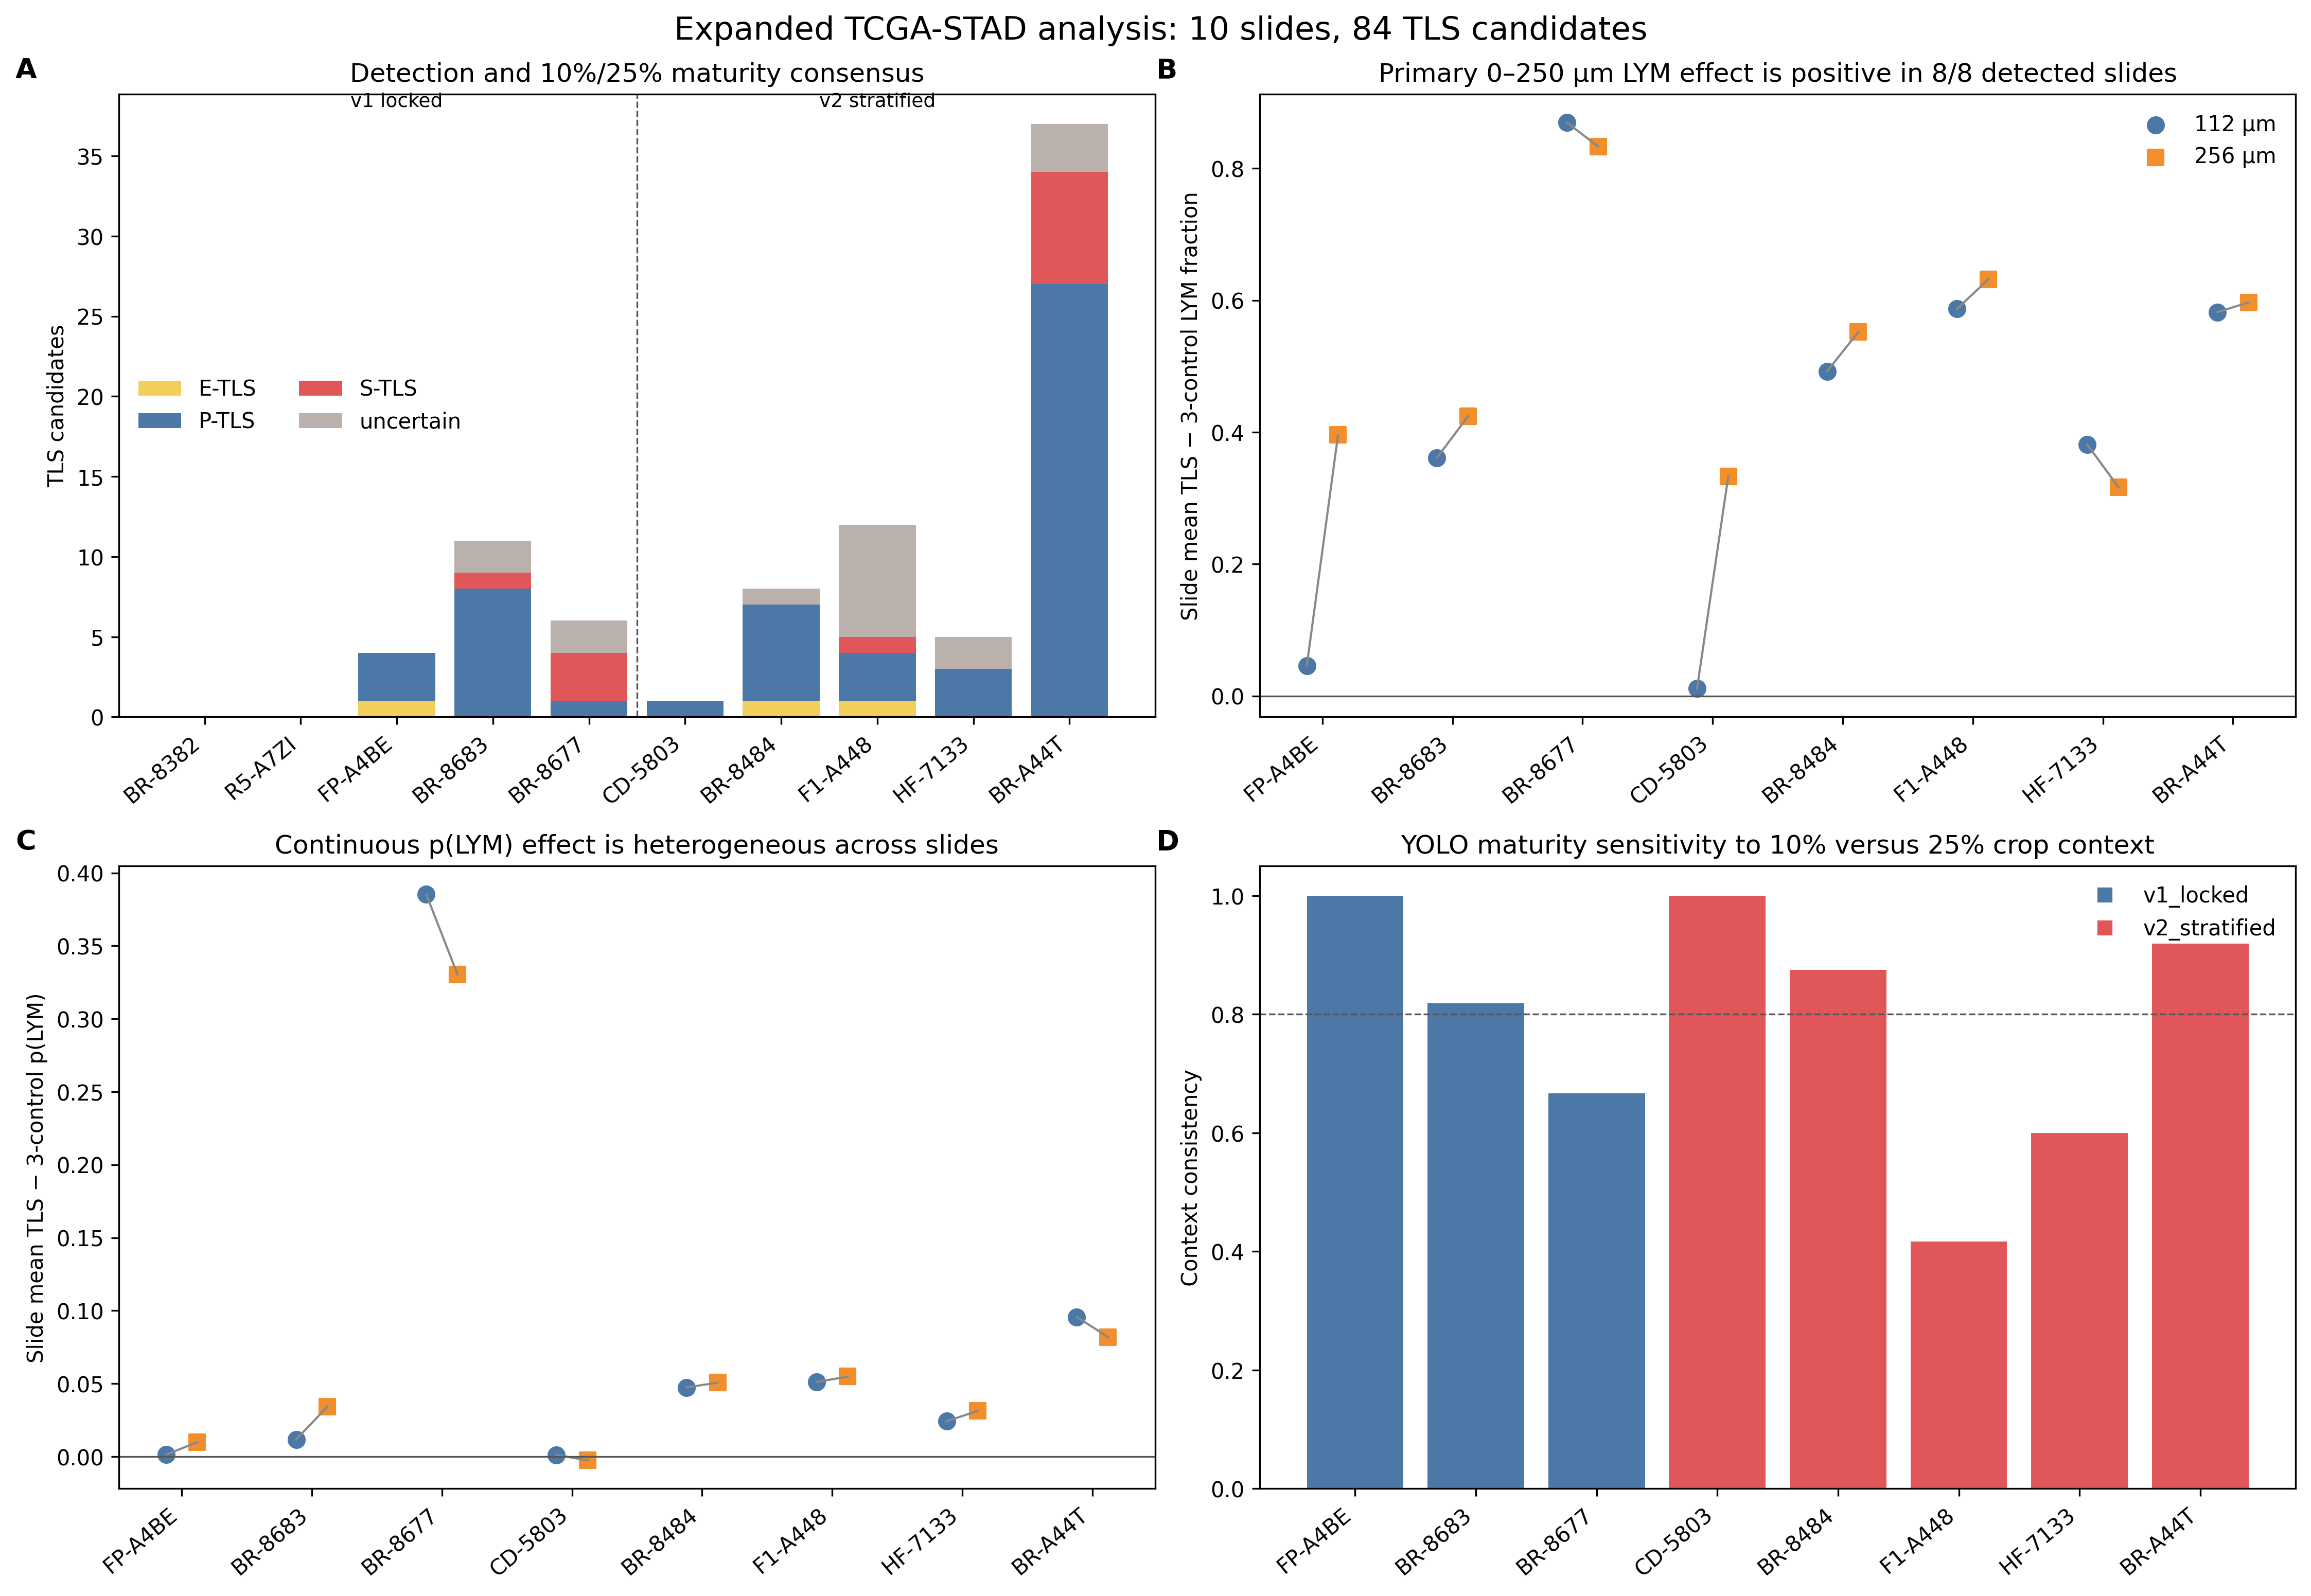 Expanded TCGA-STAD analysis: 10 slides, 84 TLS candidates
A
Detection and 10%/25% maturity consensus
v1 locked
v2 stratified
TLS candidates
35
30
25
20
15
10
5
0
E-TLS
P-TLS
S-TLS
uncertain
BR-8382
R5-A7ZI
FP-A4BE
BR-8683
BR-8677
CD-5803
BR-8484
F1-A448
HF-7133
BR-A44T
B
Primary 0–250 µm LYM effect is positive in 8/8 detected slides
Slide mean TLS − 3-control LYM fraction
0.8
0.6
0.4
0.2
0.0
112 µm
256 µm
FP-A4BE
BR-8683
BR-8677
CD-5803
BR-8484
F1-A448
HF-7133
BR-A44T
C
Continuous p(LYM) effect is heterogeneous across slides
Slide mean TLS − 3-control p(LYM)
0.40
0.35
0.30
0.25
0.20
0.15
0.10
0.05
0.00
FP-A4BE
BR-8683
BR-8677
CD-5803
BR-8484
F1-A448
HF-7133
BR-A44T
D
YOLO maturity sensitivity to 10% versus 25% crop context
Context consistency
1.0
0.8
0.6
0.4
0.2
0.0
v1_locked
v2_stratified
FP-A4BE
BR-8683
BR-8677
CD-5803
BR-8484
F1-A448
HF-7133
BR-A44T